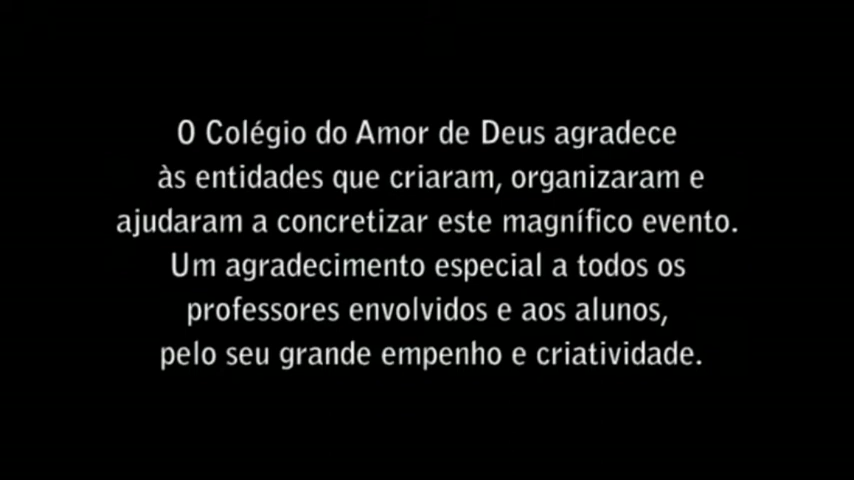 O Colégio do Amor de Deus agradece
às entidades que criaram, organizaram e
ajudaram a concretizar este magnífico evento.
Um agradecimento especial a todos os
professores envolvidos e aos alunos,
pelo seu grande empenho e criatividade.